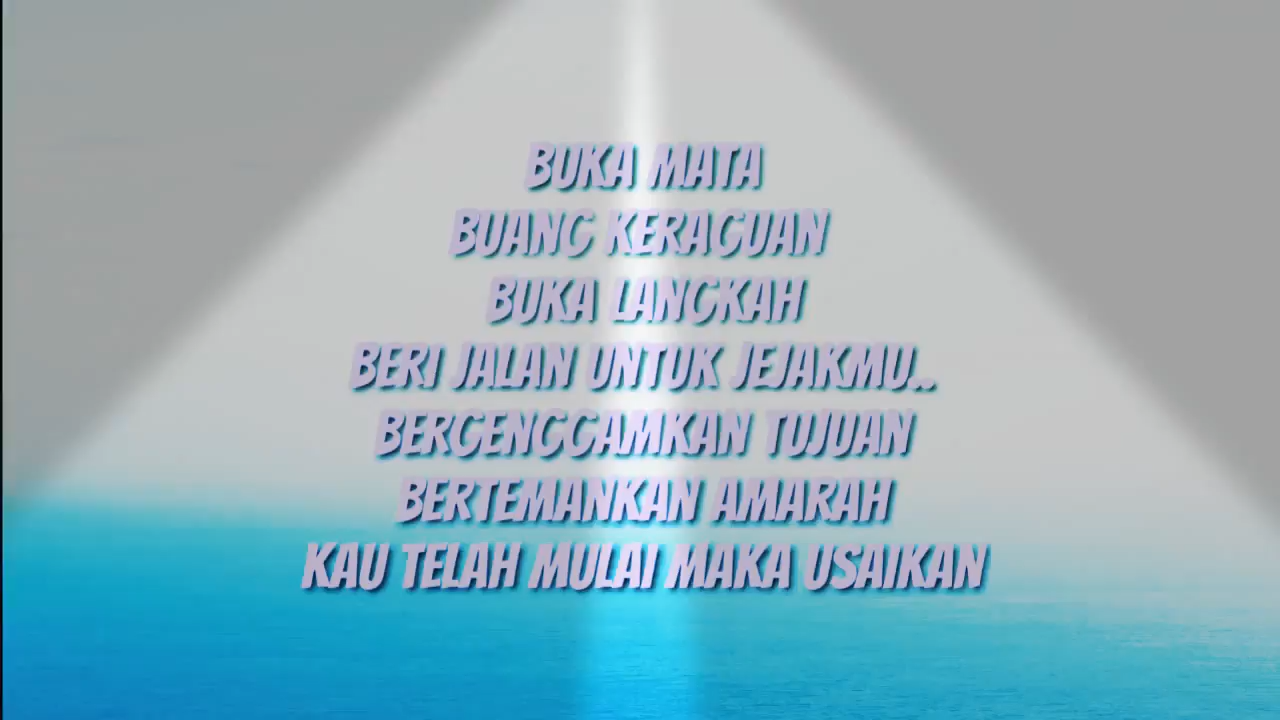 BUKA MATA
BUANG KERAGUAN
BUKA LANGKAH
BERI JALAN UNTUK JEJAKMU..
BERGENGGAMKAN TUJUAN
BERTEMANKAN AMARAH
KAU TELAH MULAI MAKA USAIKAN